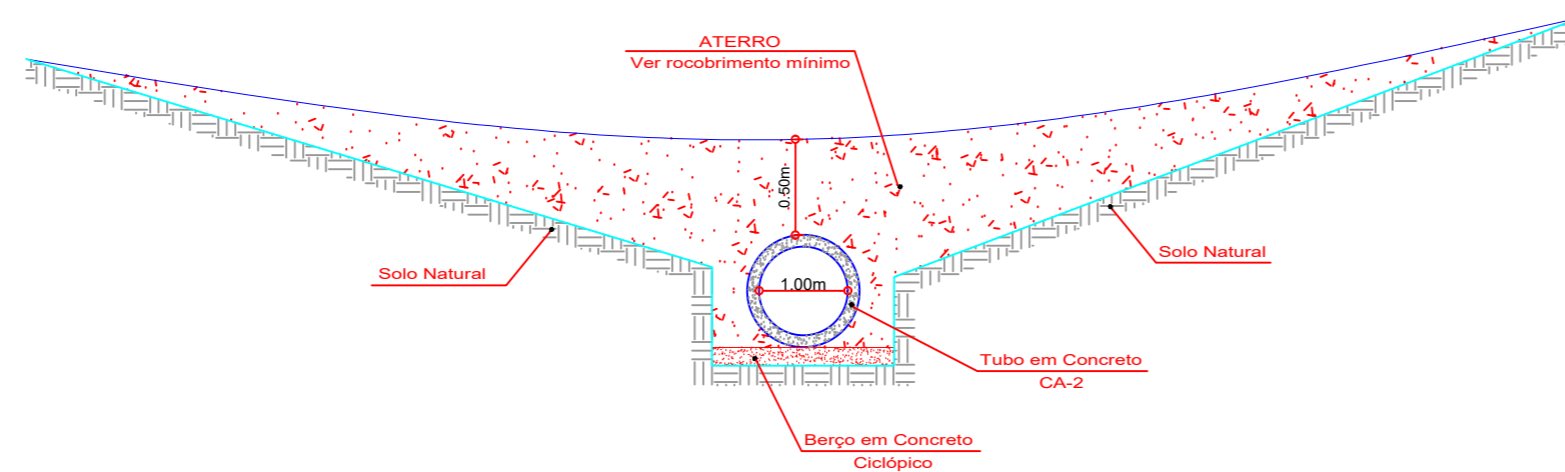 ATERRO
Ver rocobrimento mínimo
.0.50m-
Solo Natural
Solo Natural
1.00m
Tubo em Concreto
CA-2
Berço em Concreto
Ciclópico